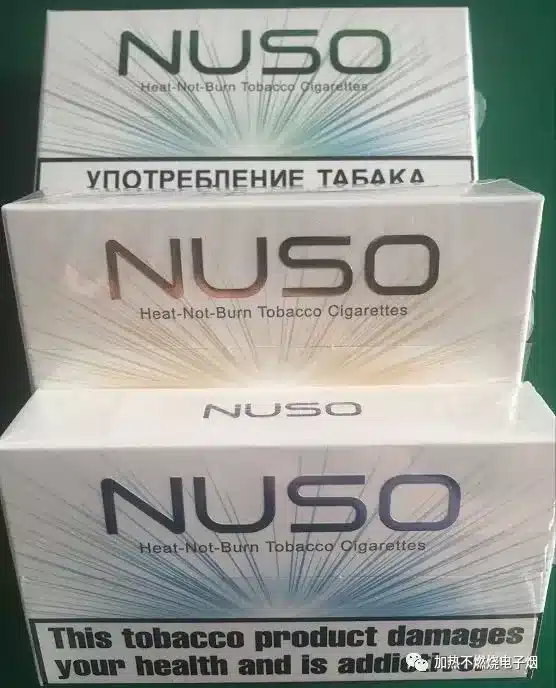 NUSO
Heat-Not-Burn Tobacco Cigarettes
УПОТРЕБЛЕНИЕ ТАБАКА
NUSO
Heat-Not-Burn Tobacco Cigarettes
NUSO
NUSO
Heat-Not-Burn Tobacco Cigarettes
This tobacco product damages
your health and is
加热不燃烧电子烟